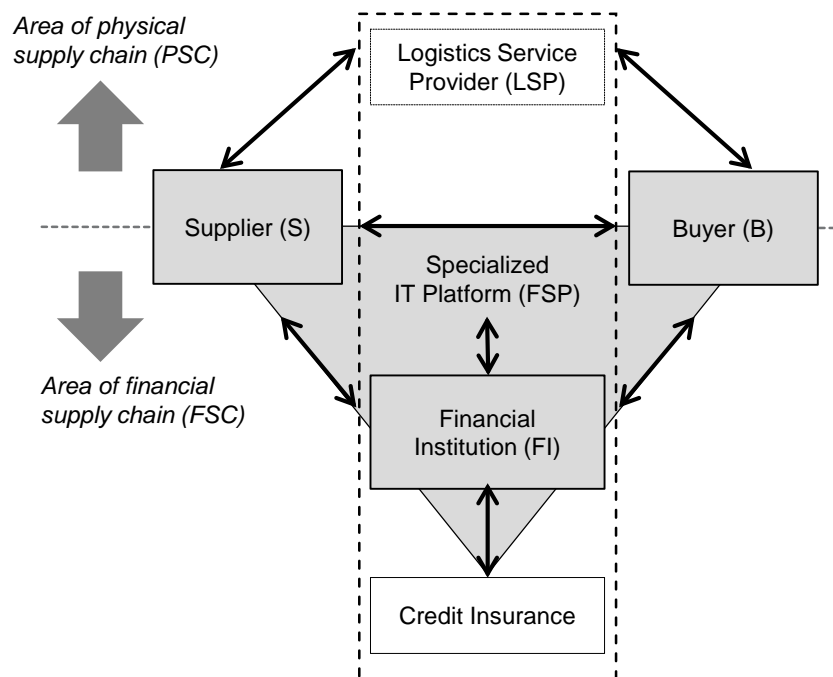 Area of physical
supply chain (PSC)
Logistics Service
Provider (LSP)
Supplier (S)
Buyer (B)
Specialized
IT Platform (FSP)
Area of financial
supply chain (FSC)
Financial
Institution (FI)
Credit Insurance